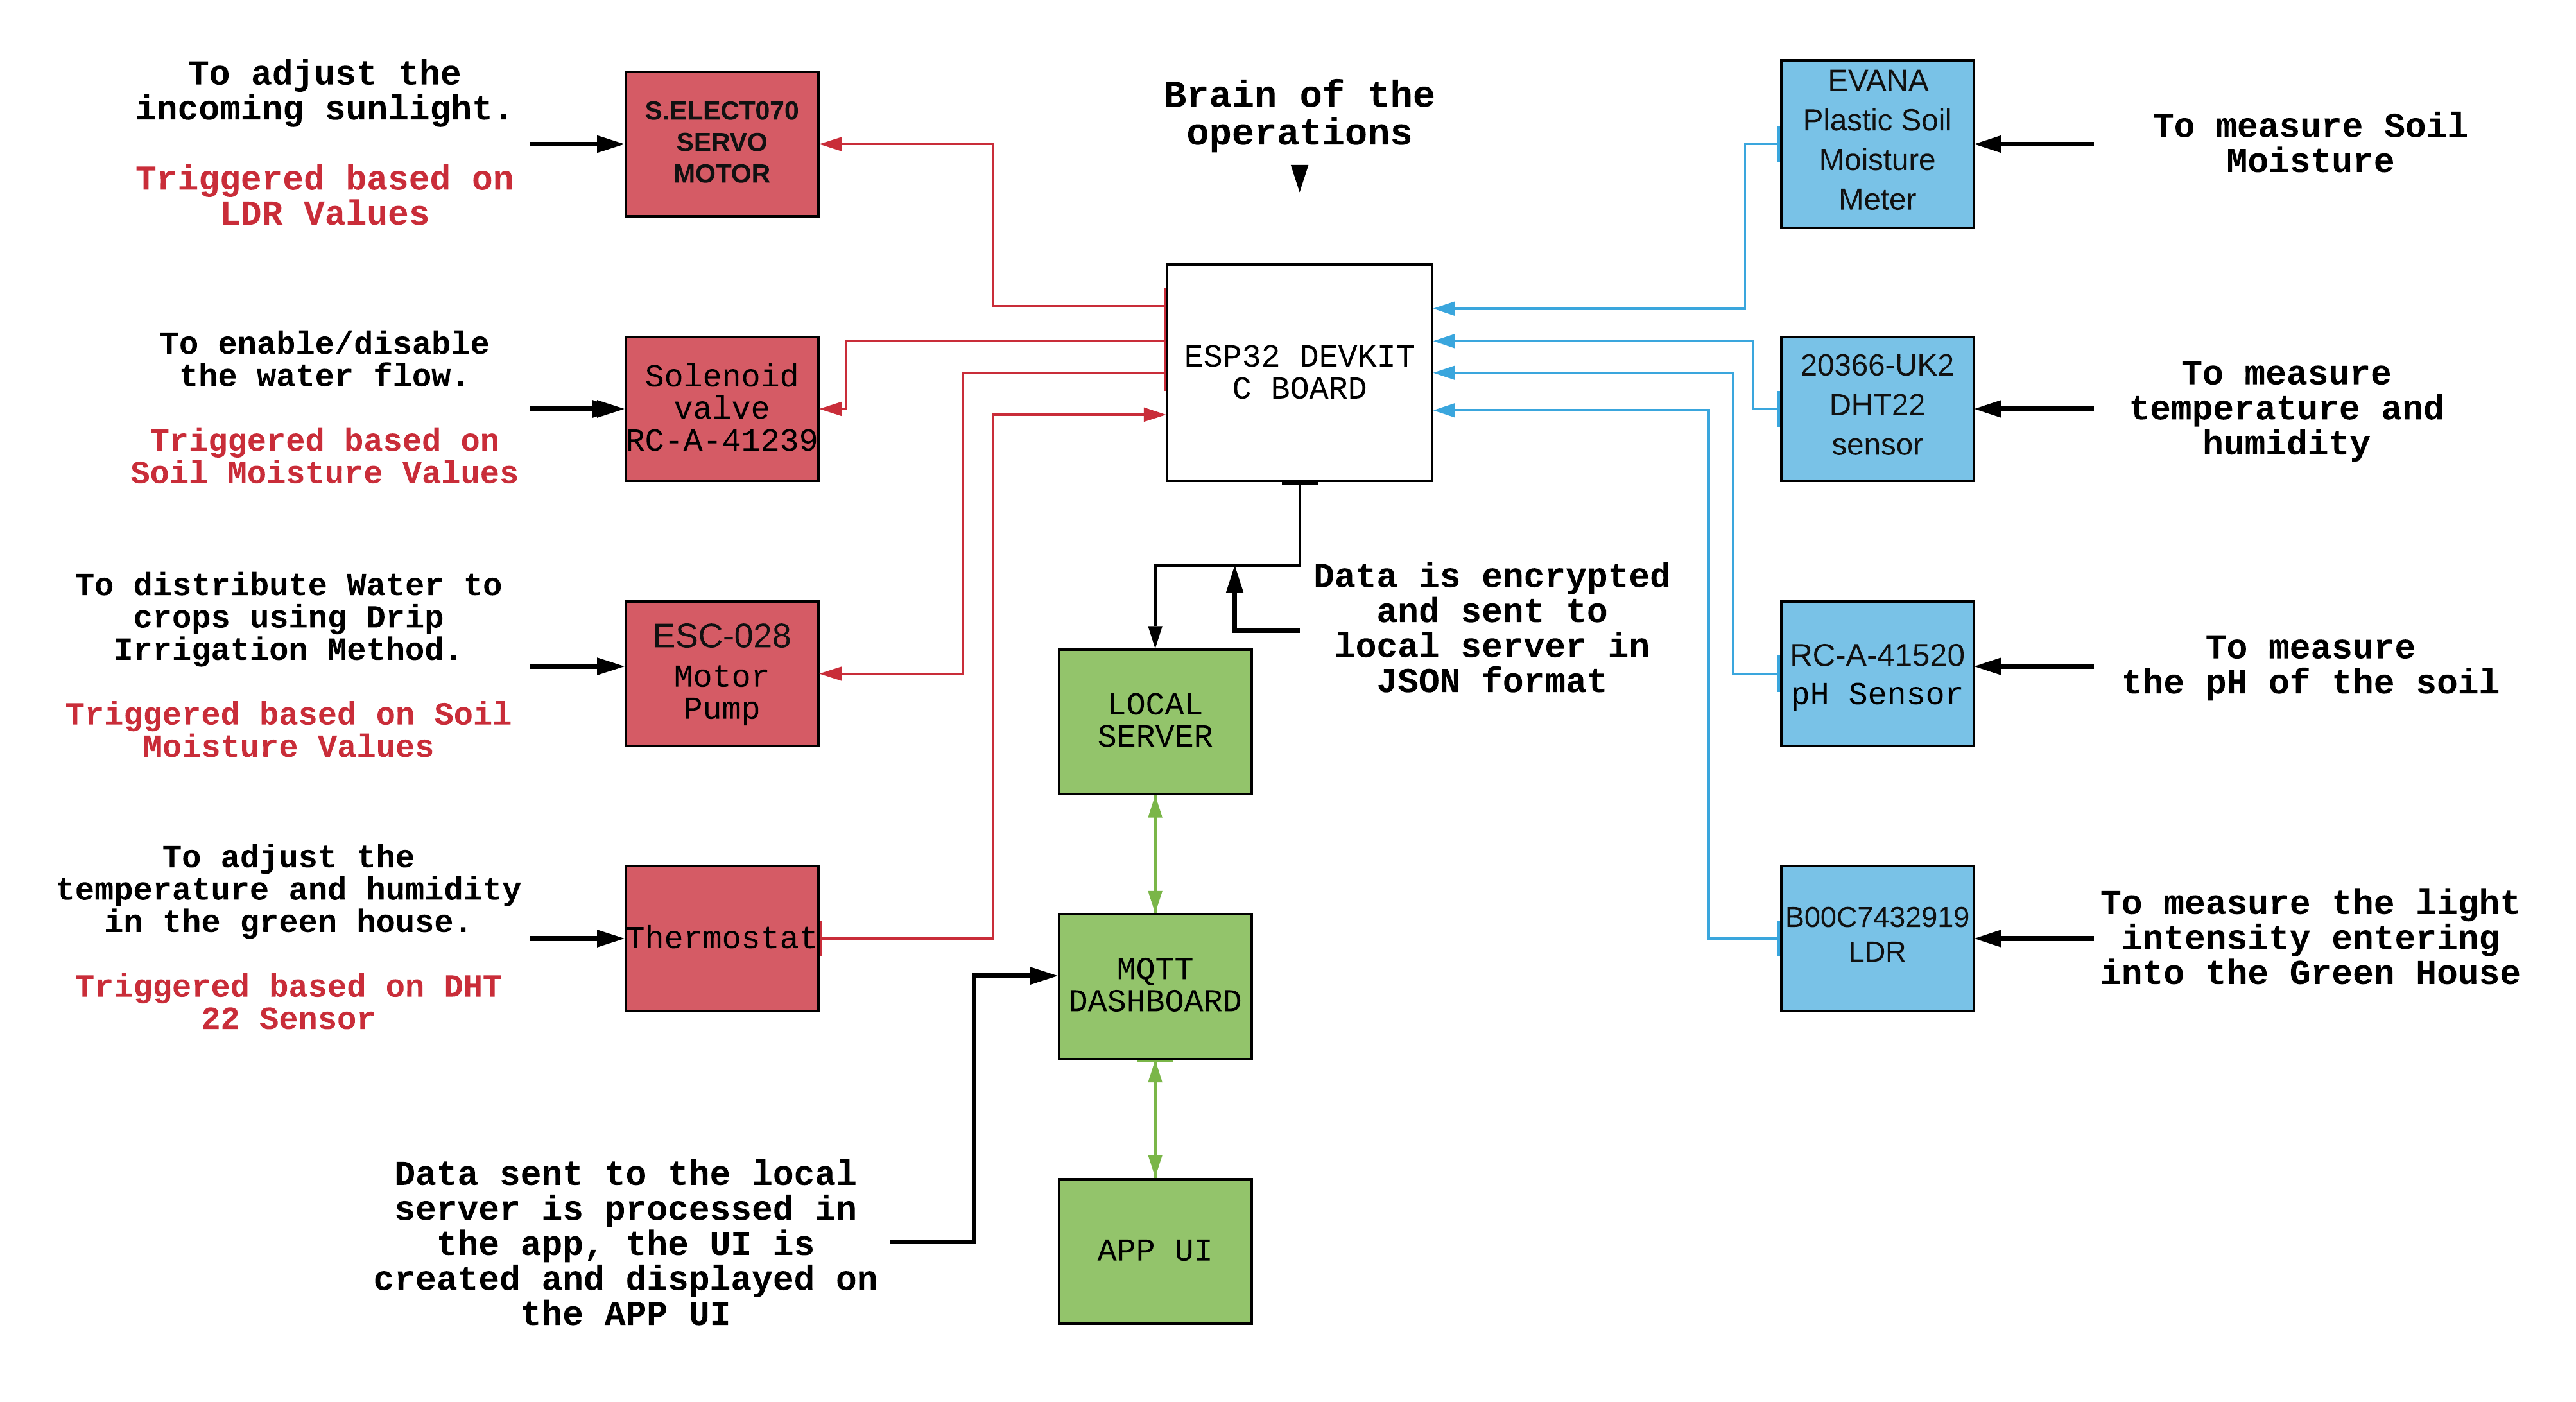 To adjust the
incoming sunlight.
Triggered based on
LDR Values
S.ELECT070
SERVO
MOTOR
Brain of the
operations
EVANA
Plastic Soil
Moisture
Meter
To measure Soil
Moisture
To enable/disable
the water flow.
Triggered based on
Soil Moisture Values
Solenoid
valve
RC-A-41239
ESP32 DEVKIT
C BOARD
20366-UK2
DHT22
sensor
To measure
temperature and
humidity
To distribute Water to
crops using Drip
Irrigation Method.
Triggered based on Soil
Moisture Values
ESC-028
Motor
Pump
Data is encrypted
and sent to
local server in
JSON format
LOCAL
SERVER
RC-A-41520
pH Sensor
To measure
the pH of the soil
To adjust the
temperature and humidity
in the green house.
Triggered based on DHT
22 Sensor
Thermostat
MQTT
DASHBOARD
B00C7432919
LDR
To measure the light
intensity entering
into the Green House
Data sent to the local
server is processed in
the app, the UI is
created and displayed on
the APP UI
APP UI